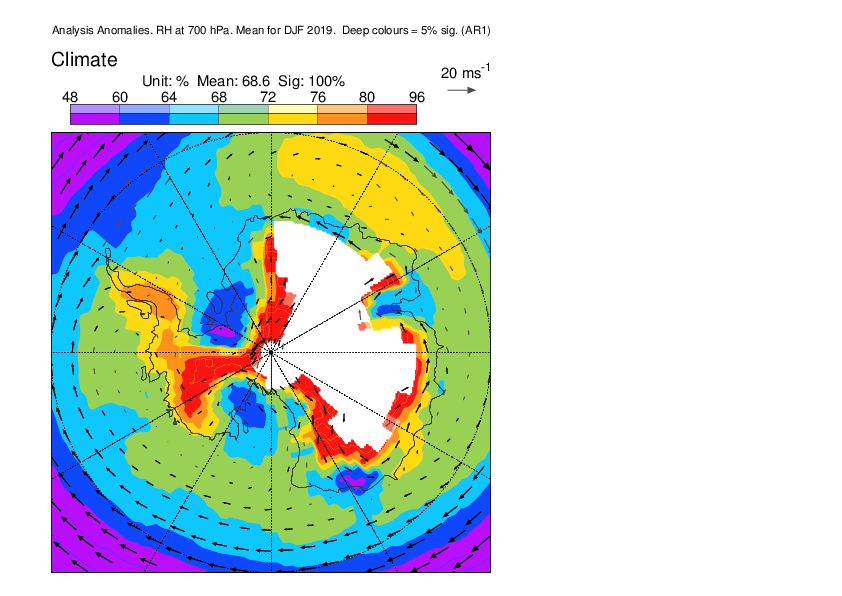 Analysis Anomalies. RH at 700 hPa. Mean for DJF 2019.  Deep colours = 5% sig. (AR1)
Climate
Unit: %  Mean: 68.6  Sig: 100%
20 ms-1
48 60 64 68 72 76 80 96